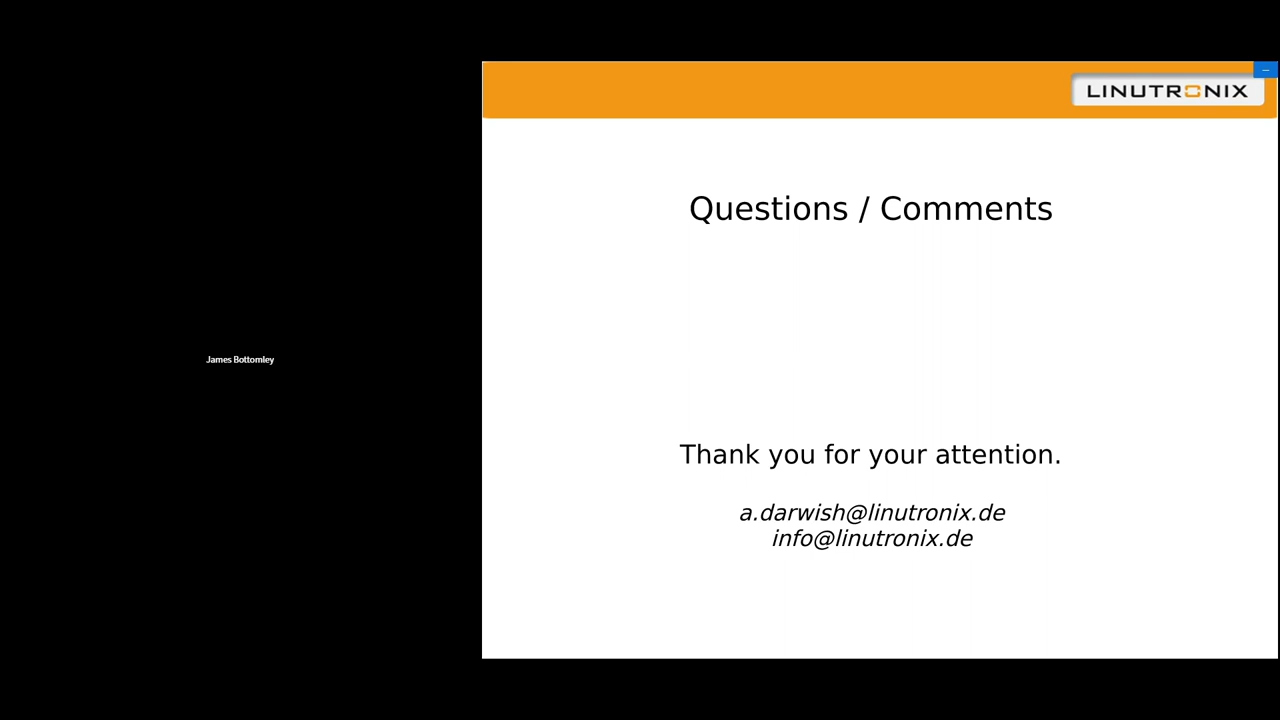 James Bottomley
LINUTRONIX
Questions / Comments
Thank you for your attention.
a.darwish@linutronix.de
info@linutronix.de